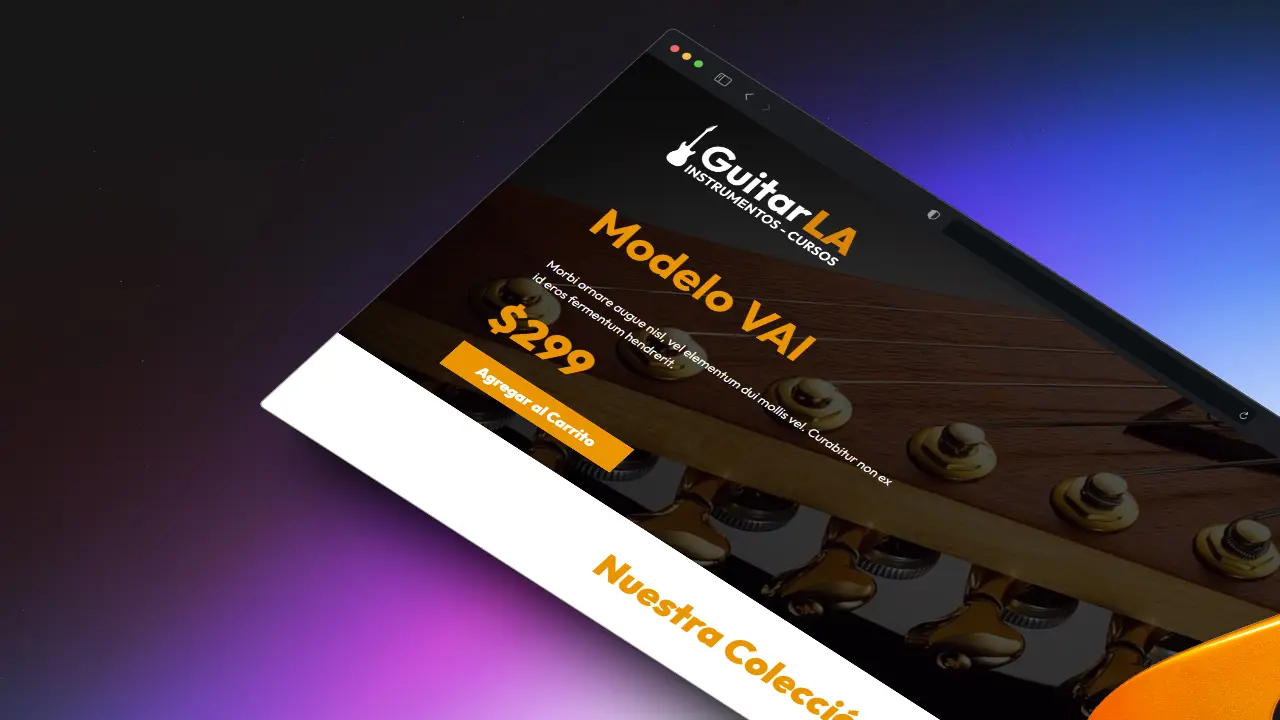 GuitarLA
INSTRUMENTOS - CURSOS
Modelo VAI
Morbi ornare augue nisl, vel elementum dui mollis vel. Curabitur non ex
id eros fermentum hendrerit.
$299
Agregar al Carrito
Nuestra Colecció